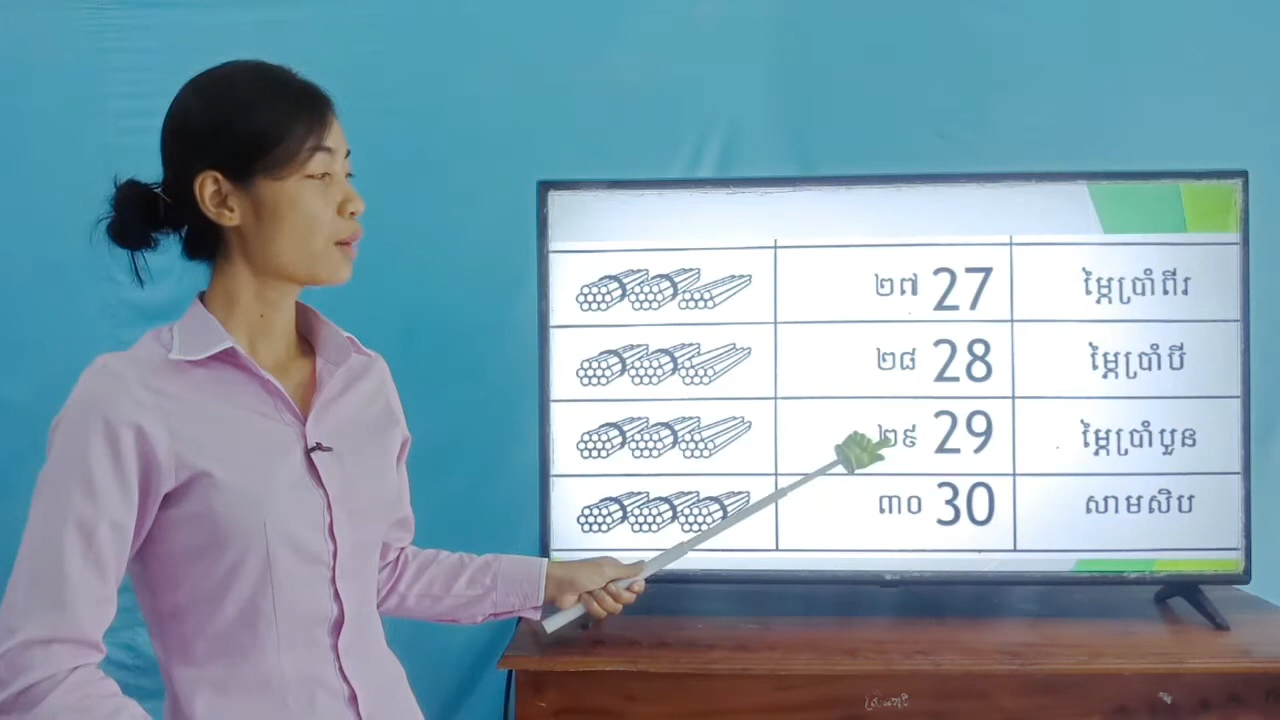 ២៧ 27 ម្ភៃប្រាំពីរ
២៨ 28 ម្ភៃប្រាំបី
២៩ 29 ម្ភៃប្រាំបួន
៣០ 30 សាមសិប